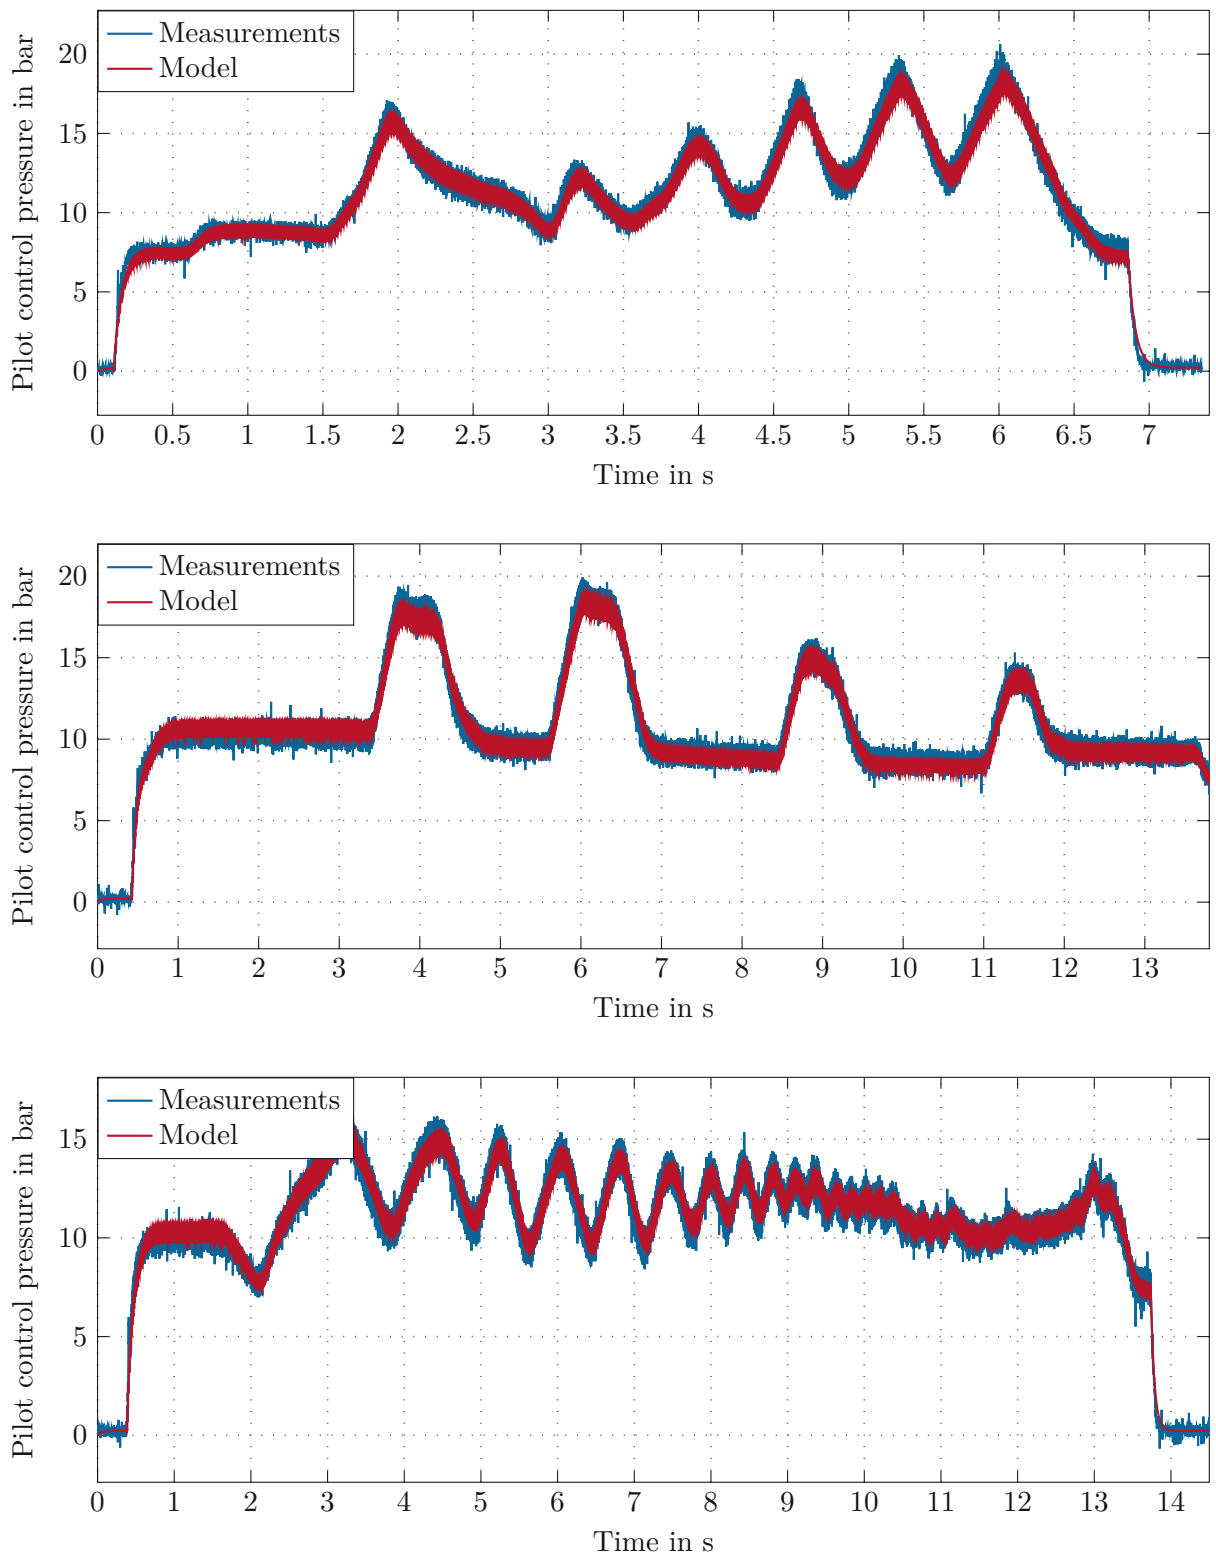 Measurements
Model
Pilot control pressure in bar
20
15
10
5
0
0 0.5 1 1.5 2 2.5 3 3.5 4 4.5 5 5.5 6 6.5 7
Time in s
Measurements
Model
Pilot control pressure in bar
20
15
10
5
0
0 1 2 3 4 5 6 7 8 9 10 11 12 13
Time in s
Measurements
Model
Pilot control pressure in bar
15
10
5
0
0 1 2 3 4 5 6 7 8 9 10 11 12 13 14
Time in s